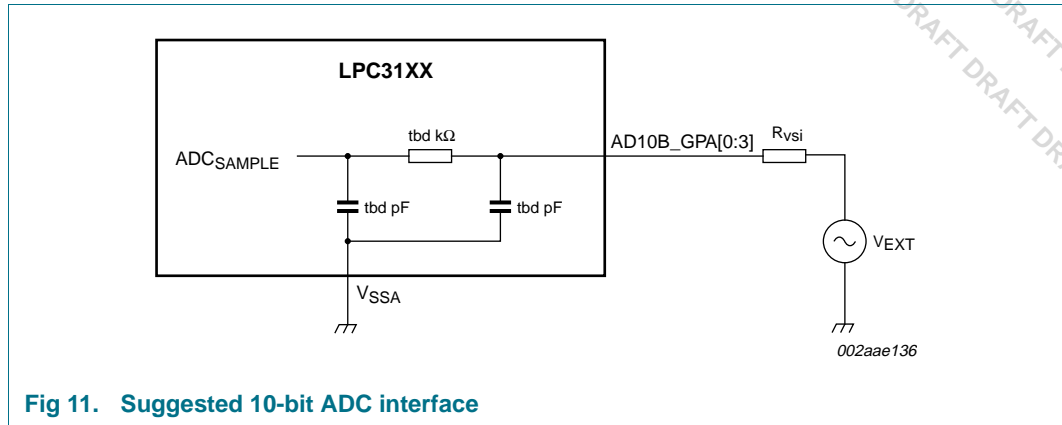 DRAFT DRAFT DRA
DRAFT
LPC31XX
tbd kΩ
AD10B_GPA[0:3]
Rvsi
ADCSAMPLE
tbd pF
tbd pF
VEXT
VSSA
002aae136
Fig 11. Suggested 10-bit ADC interface